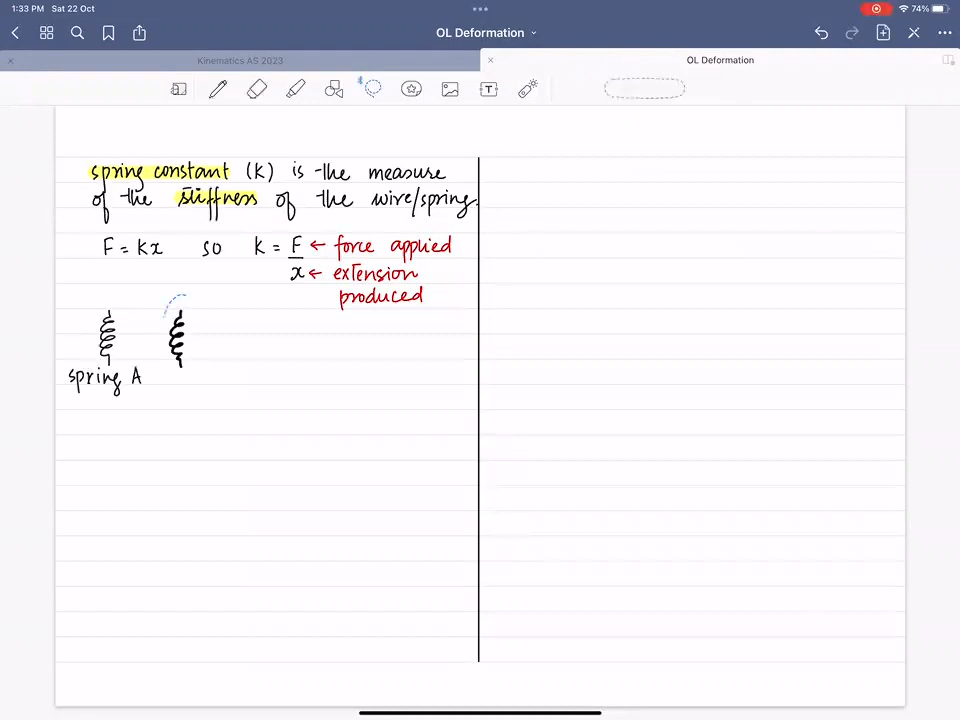 1:33 PM Sat 22 Oct
74%
OL Deformation
Kinematics AS 2023
OL Deformation
T
spring constant (K) is the measure
of the stiffness of the wire/spring.
F = Kx so K = F ← force applied
x ← extension
produced
spring A